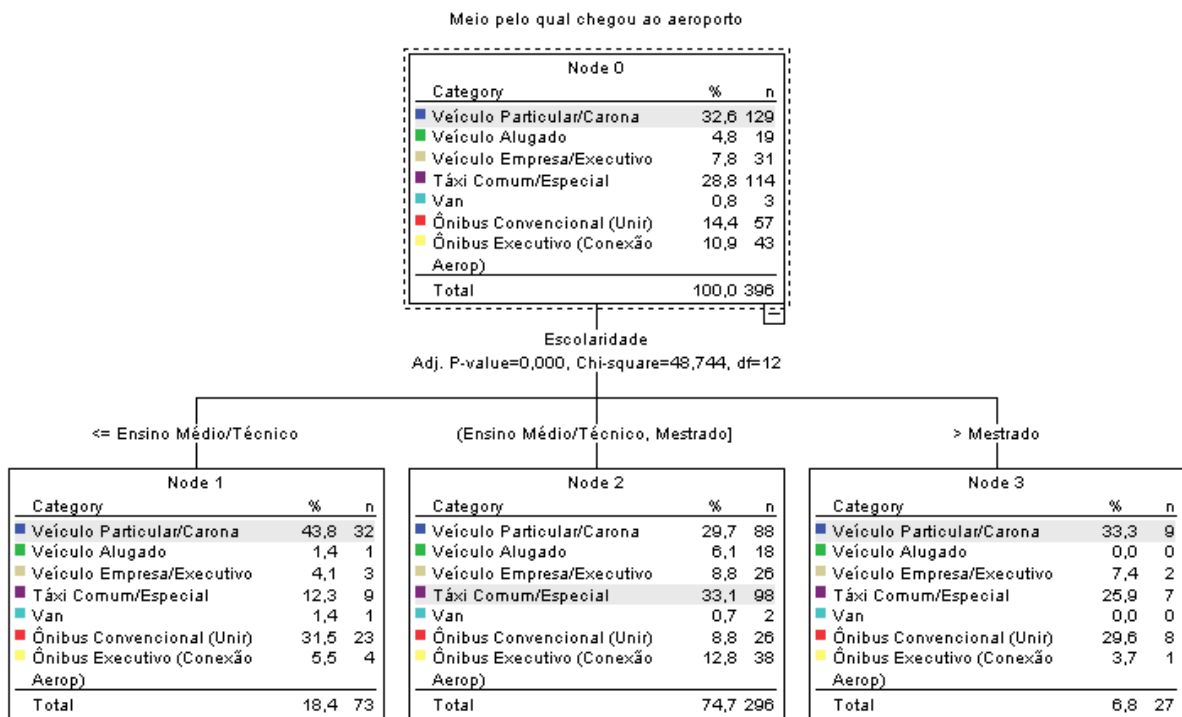 Meio pelo qual chegou ao aeroporto
Node 0
Category % n
Veículo Particular/Carona 32,6 129
Veículo Alugado 4,8 19
Veículo Empresa/Executivo 7,8 31
Táxi Comum/Especial 28,8 114
Van 0,8 3
Ônibus Convencional (Unir) 14,4 57
Ônibus Executivo (Conexão 10,9 43
Aerop)
Total 100,0 396
Escolaridade
Adj. P-value=0,000, Chi-square=48,744, df=12
<= Ensino Médio/Técnico
Node 1
Category % n
Veículo Particular/Carona 43,8 32
Veículo Alugado 1,4 1
Veículo Empresa/Executivo 4,1 3
Táxi Comum/Especial 12,3 9
Van 1,4 1
Ônibus Convencional (Unir) 31,5 23
Ônibus Executivo (Conexão 5,5 4
Aerop)
Total 18,4 73
(Ensino Médio/Técnico, Mestrado]
Node 2
Category % n
Veículo Particular/Carona 29,7 88
Veículo Alugado 6,1 18
Veículo Empresa/Executivo 8,8 26
Táxi Comum/Especial 33,1 98
Van 0,7 2
Ônibus Convencional (Unir) 8,8 26
Ônibus Executivo (Conexão 12,8 38
Aerop)
Total 74,7 296
> Mestrado
Node 3
Category % n
Veículo Particular/Carona 33,3 9
Veículo Alugado 0,0 0
Veículo Empresa/Executivo 7,4 2
Táxi Comum/Especial 25,9 7
Van 0,0 0
Ônibus Convencional (Unir) 29,6 8
Ônibus Executivo (Conexão 3,7 1
Aerop)
Total 6,8 27